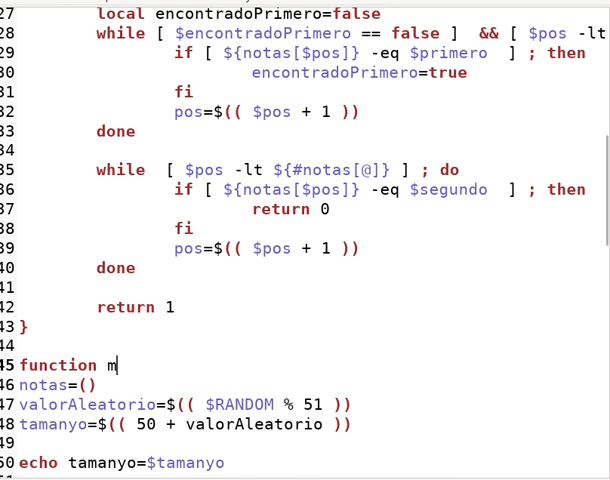 27        local encontradoPrimero=false
28        while [ $encontradoPrimero == false ]  && [ $pos -lt
29                if [ ${notas[$pos]} -eq $primero  ] ; then
30                        encontradoPrimero=true
31                fi
32                pos=$(( $pos + 1 ))
33        done
34
35        while  [ $pos -lt ${#notas[@]} ] ; do
36                if [ ${notas[$pos]} -eq $segundo  ] ; then
37                        return 0
38                fi
39                pos=$(( $pos + 1 ))
40        done
41
42        return 1
43 }
44
45 function m
46 notas=()
47 valorAleatorio=$(( $RANDOM % 51 ))
48 tamanyo=$(( 50 + valorAleatorio ))
49
50 echo tamanyo=$tamanyo